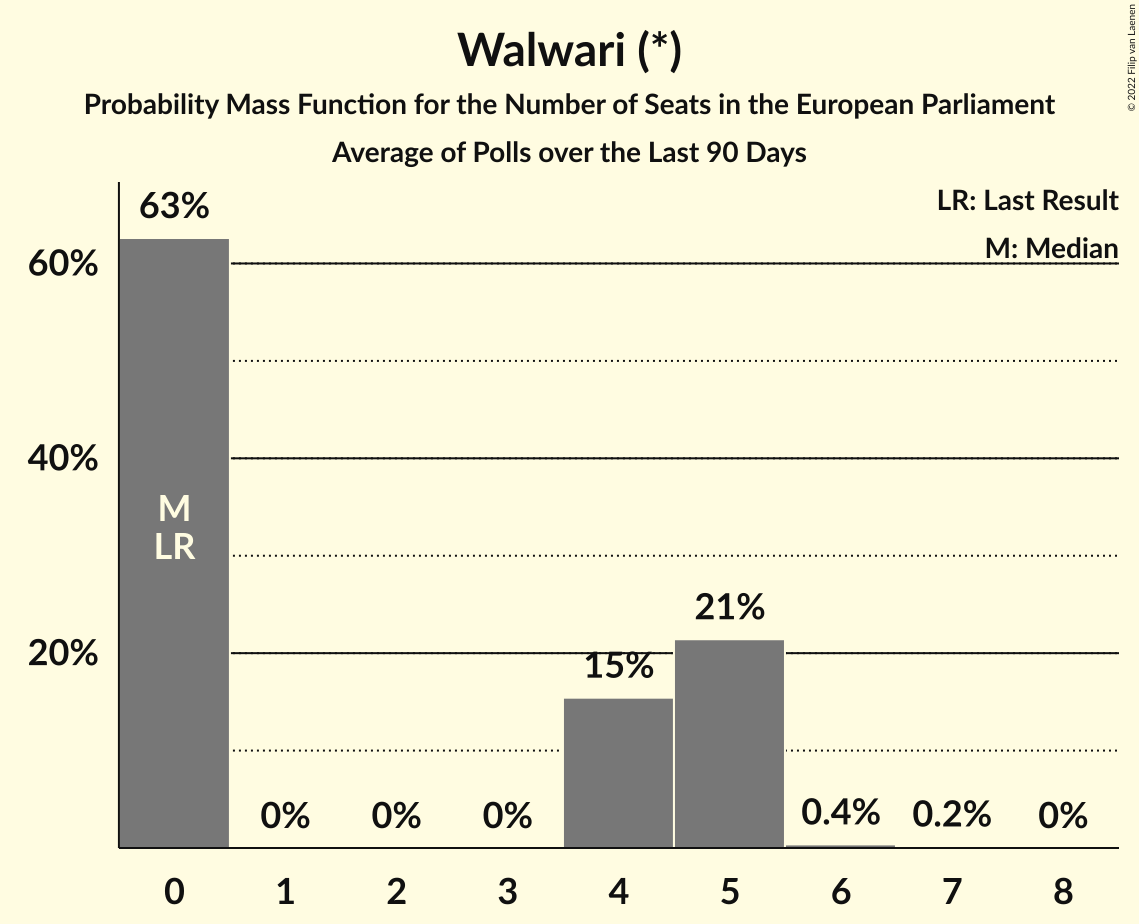 Walwari (*)
Probability Mass Function for the Number of Seats in the European Parliament
Average of Polls over the Last 90 Days
© 2022 Filip van Laenen
LR: Last Result
M: Median
63%
60%
40%
20%
M
LR
0%
0%
0%
15%
21%
0.4%
0.2%
0%
0
1
2
3
4
5
6
7
8